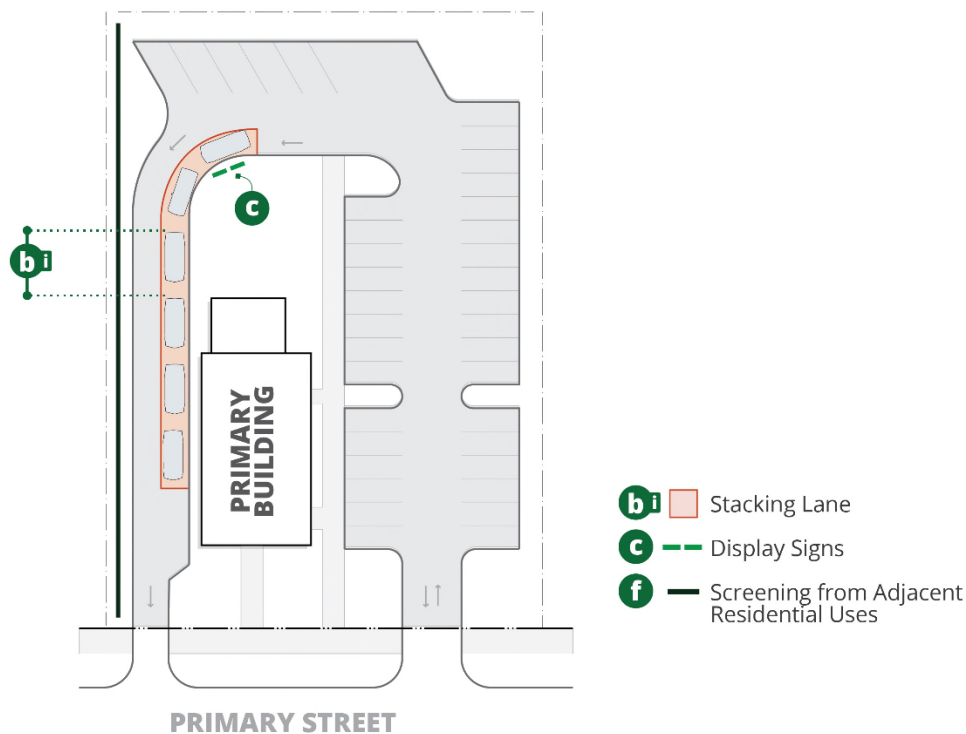 c
b i
PRIMARY
BUILDING
b i Stacking Lane
c Display Signs
f Screening from Adjacent
Residential Uses
PRIMARY STREET